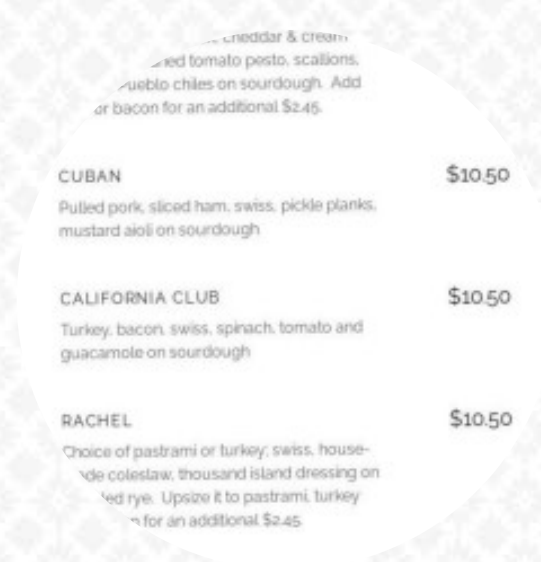 cheddar & cream
tomato pesto, scallions,
Pueblo chiles on sourdough. Add
or bacon for an additional $2.45.
CUBAN $10.50
Pulled pork, sliced ham, swiss, pickle planks,
mustard aioli on sourdough
CALIFORNIA CLUB $10.50
Turkey, bacon, swiss, spinach, tomato and
guacamole on sourdough
RACHEL $10.50
Choice of pastrami or turkey, swiss, house-
coleslaw, thousand island dressing on
rye. Upsize it to pastrami, turkey
for an additional $2.45.